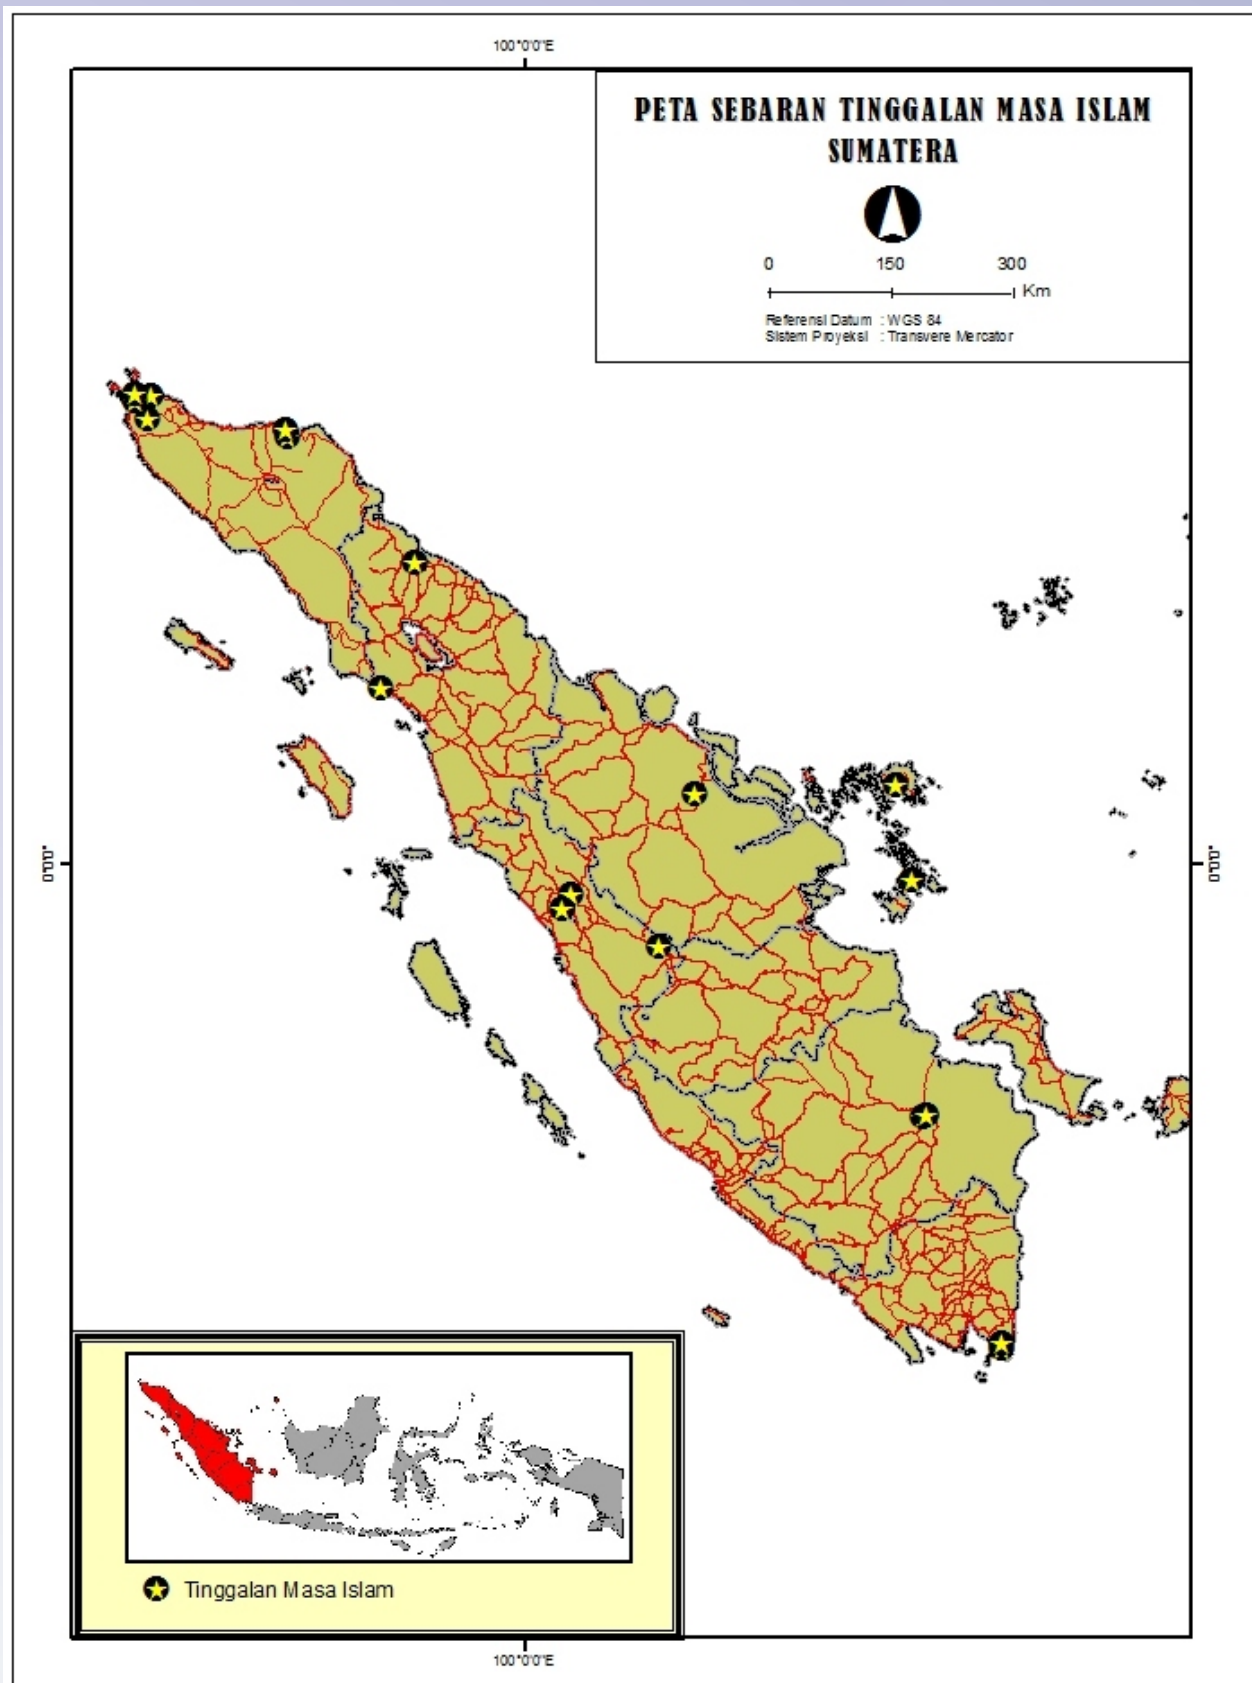 100°0'0"E
PETA SEBARAN TINGGALAN MASA ISLAM
SUMATERA
0 150 300
Km
Referensi Datum : WGS 84
Sistem Proyeksi : Transvere Mercator
0°0'0"
0°0'0"
Tinggalan Masa Islam
100°0'0"E